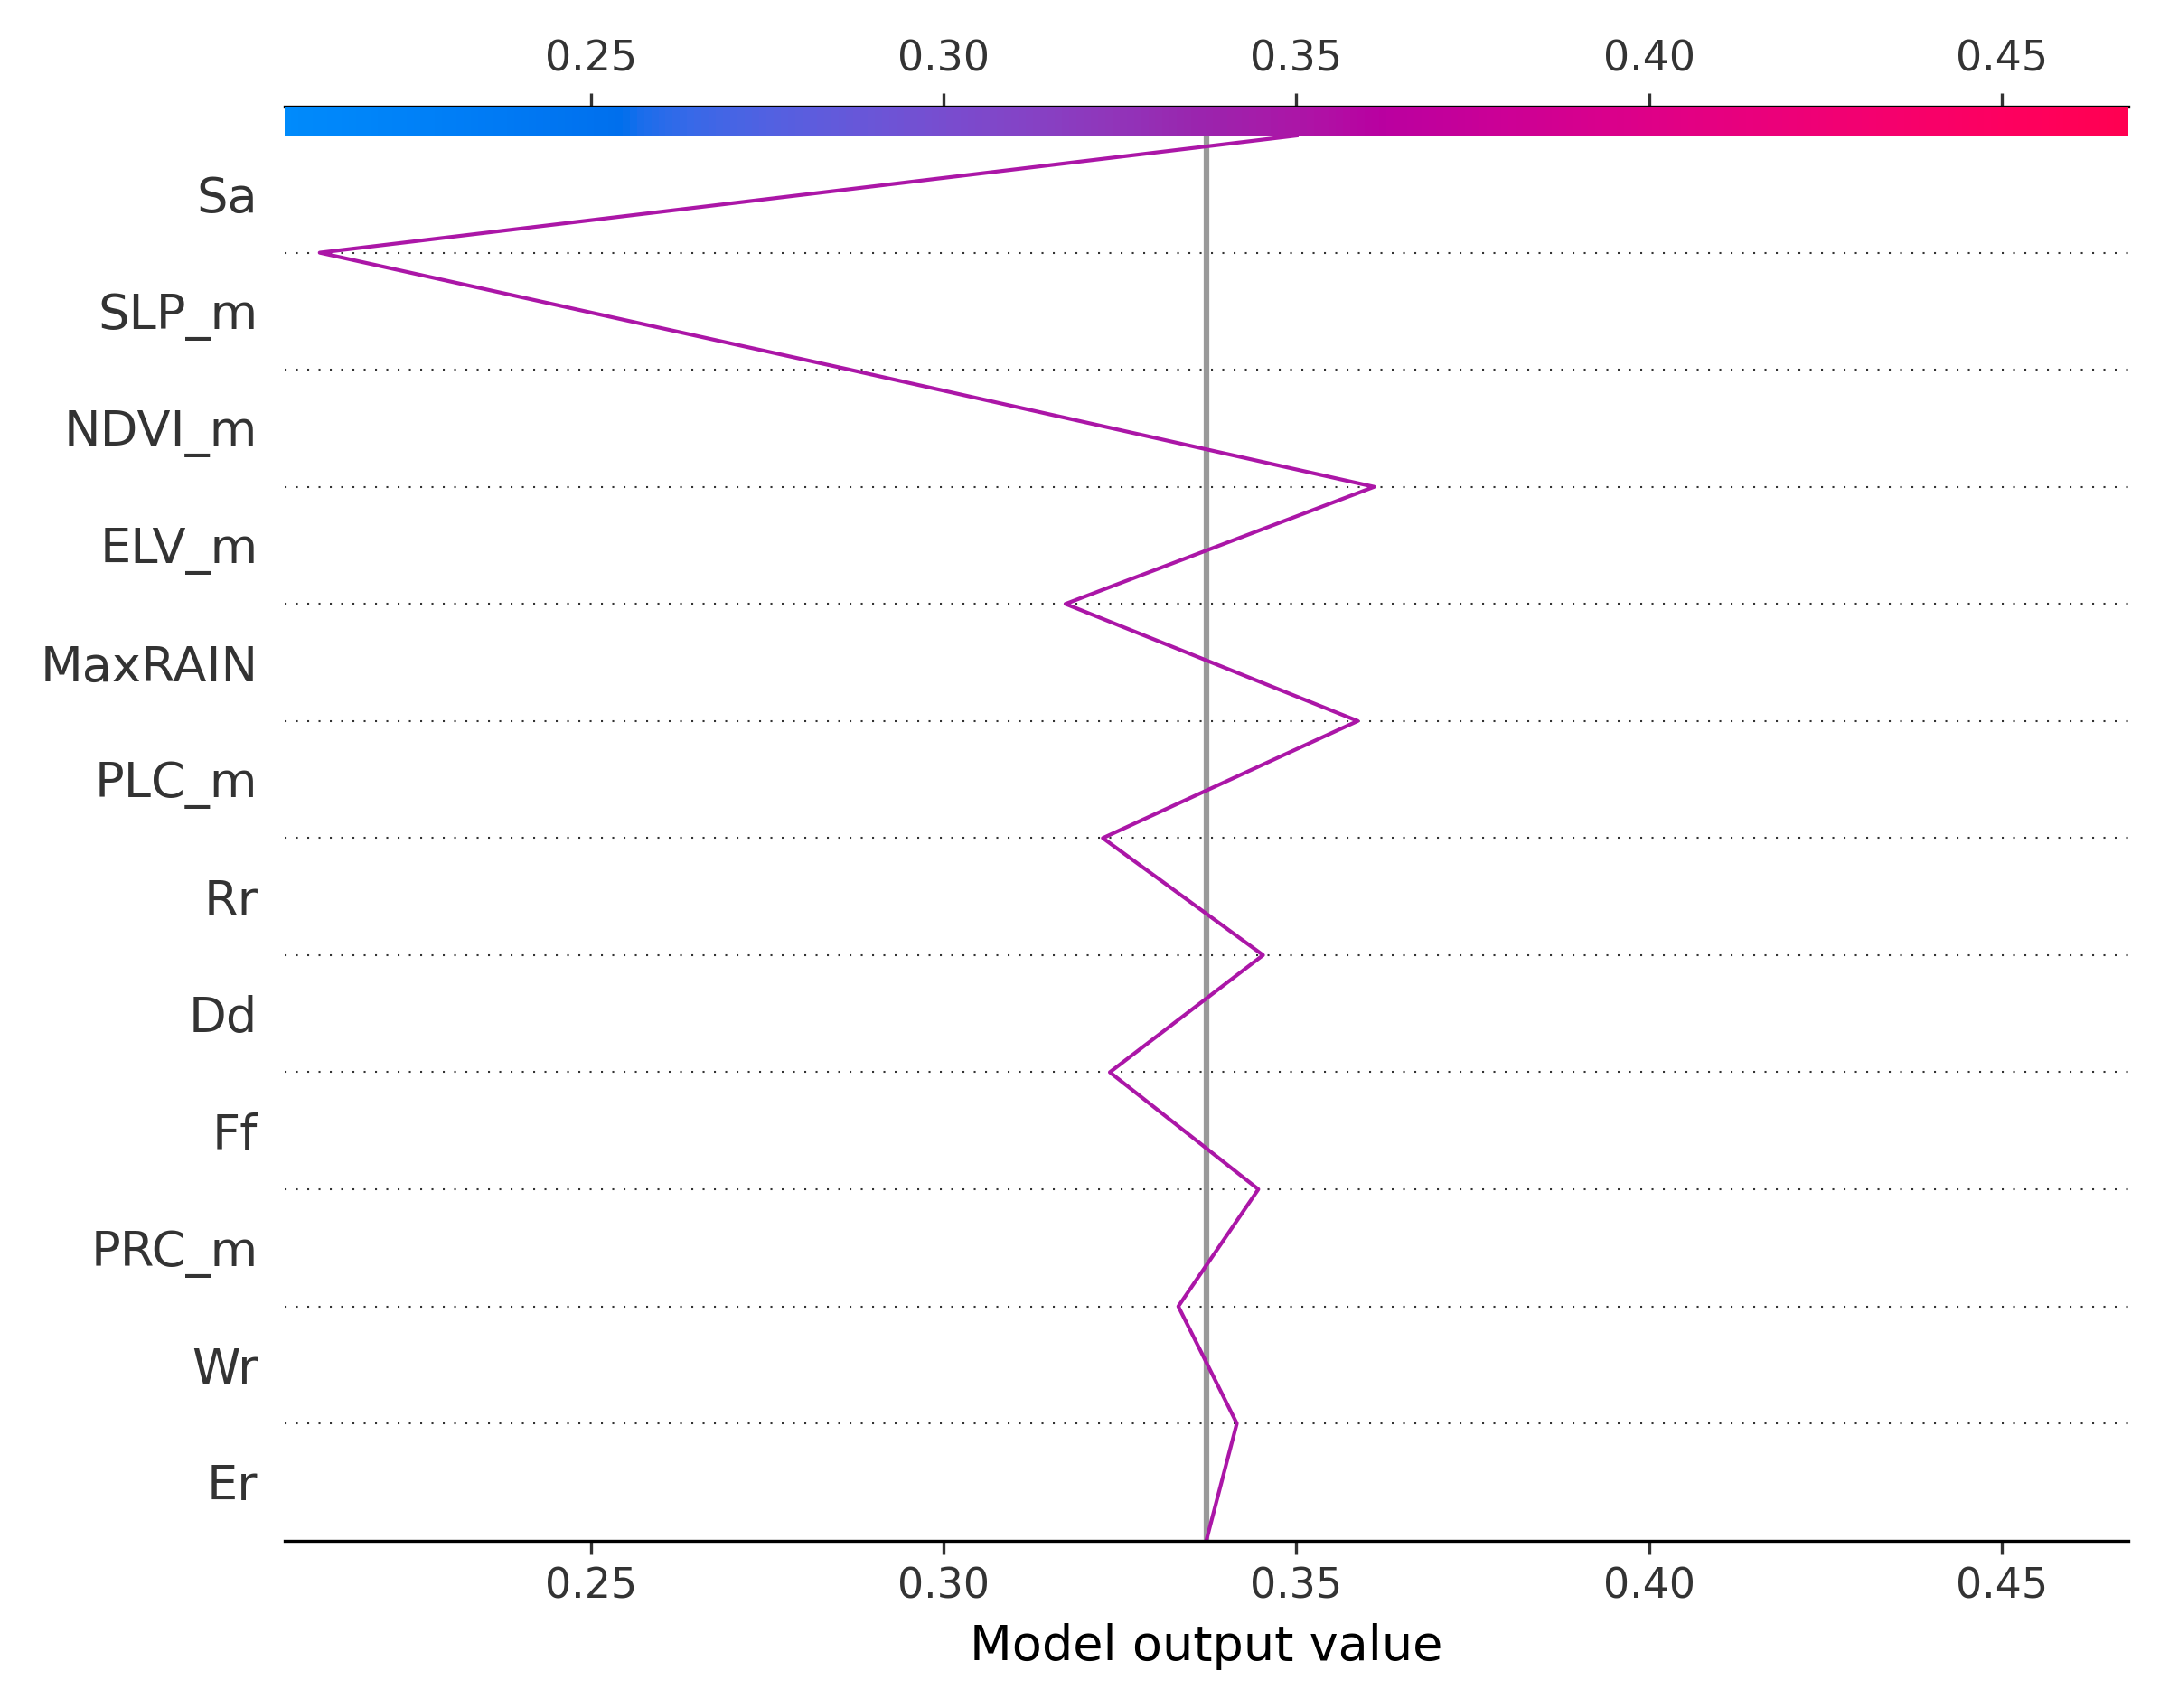 0.25 0.30 0.35 0.40 0.45
Sa
SLP_m
NDVI_m
ELV_m
MaxRAIN
PLC_m
Rr
Dd
Ff
PRC_m
Wr
Er
0.25 0.30 0.35 0.40 0.45
Model output value